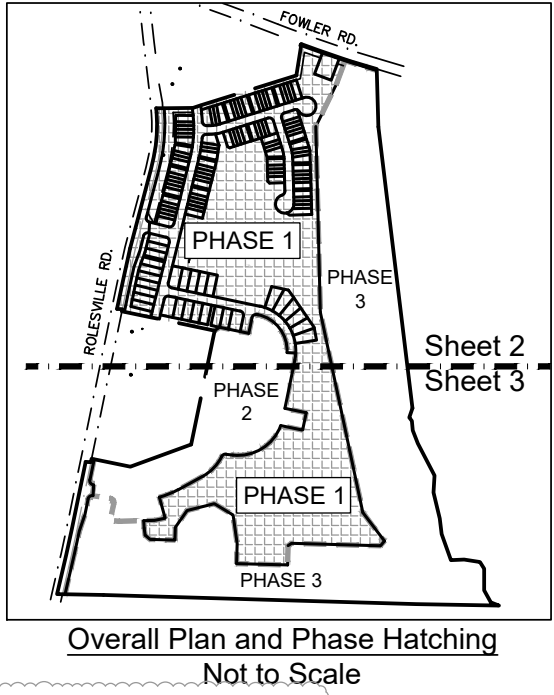 FOWLER RD.
PHASE 1
PHASE
3
ROLESVILLE RD.
Sheet 2
Sheet 3
PHASE
2
PHASE 1
PHASE 3
Overall Plan and Phase Hatching
Not to Scale